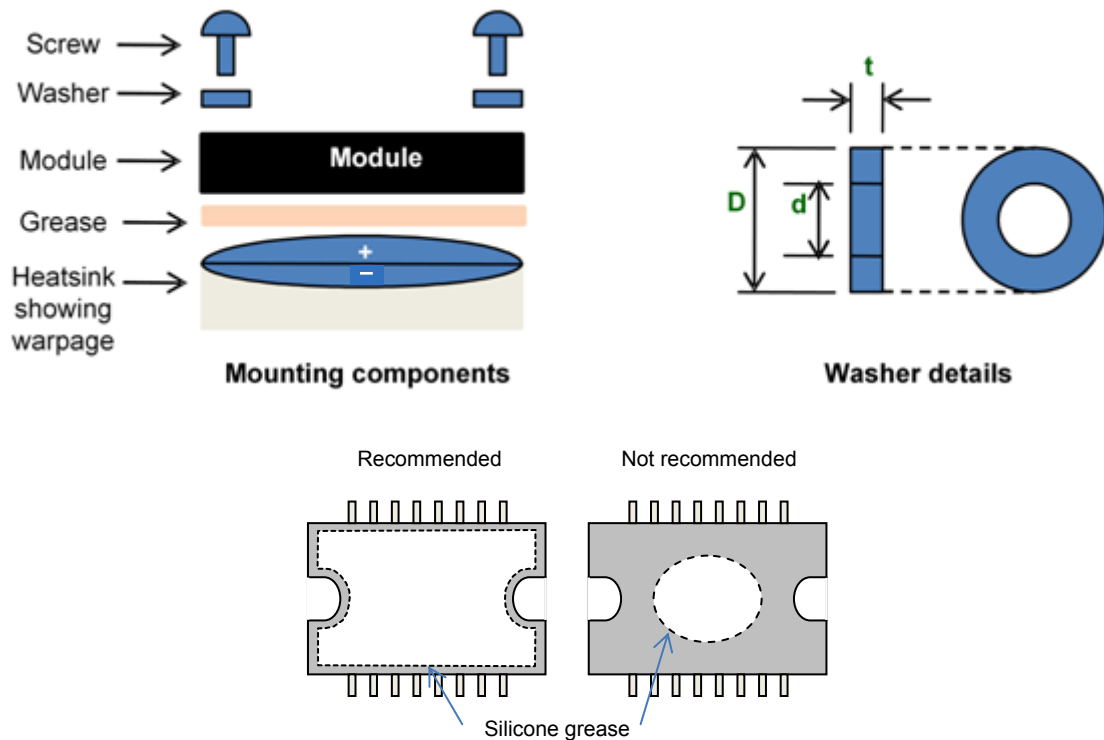 Screw
Washer
Module
Module
Grease
+
−
Heatsink
showing
warpage
Mounting components
t
D
d
Washer details
Recommended
Not recommended
Silicone grease